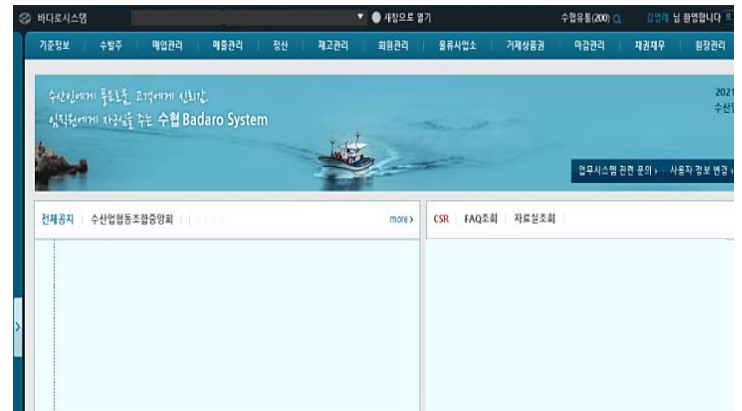 바다로시스템 새창으로 열기 수협유통(200) 님 환영합니다
기준정보 수발주 매입관리 매출관리 정산 재고관리 회원관리 물류사업소 거제상품권 마감관리 채권채무 원장관리
수산인에게 풍요로움, 고객에게 신뢰감,
임직원에게 자긍심을 주는 수협 Badaro System
2021
수산
업무시스템 관련 문의 › 사용자 정보 변경 ›
전체공지 수산업협동조합중앙회 more › CSR FAQ조회 자료실조회